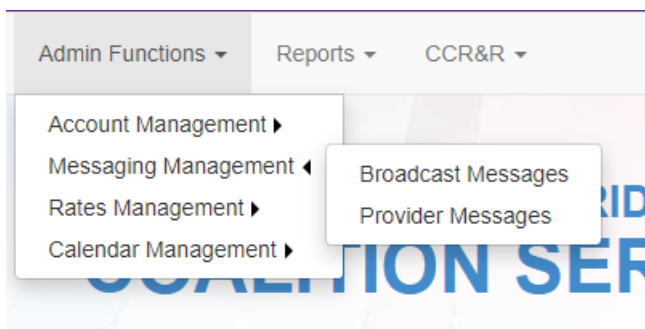 Admin Functions Reports CCR&R
Account Management
Messaging Management
Broadcast Messages
Rates Management
Provider Messages
Calendar Management